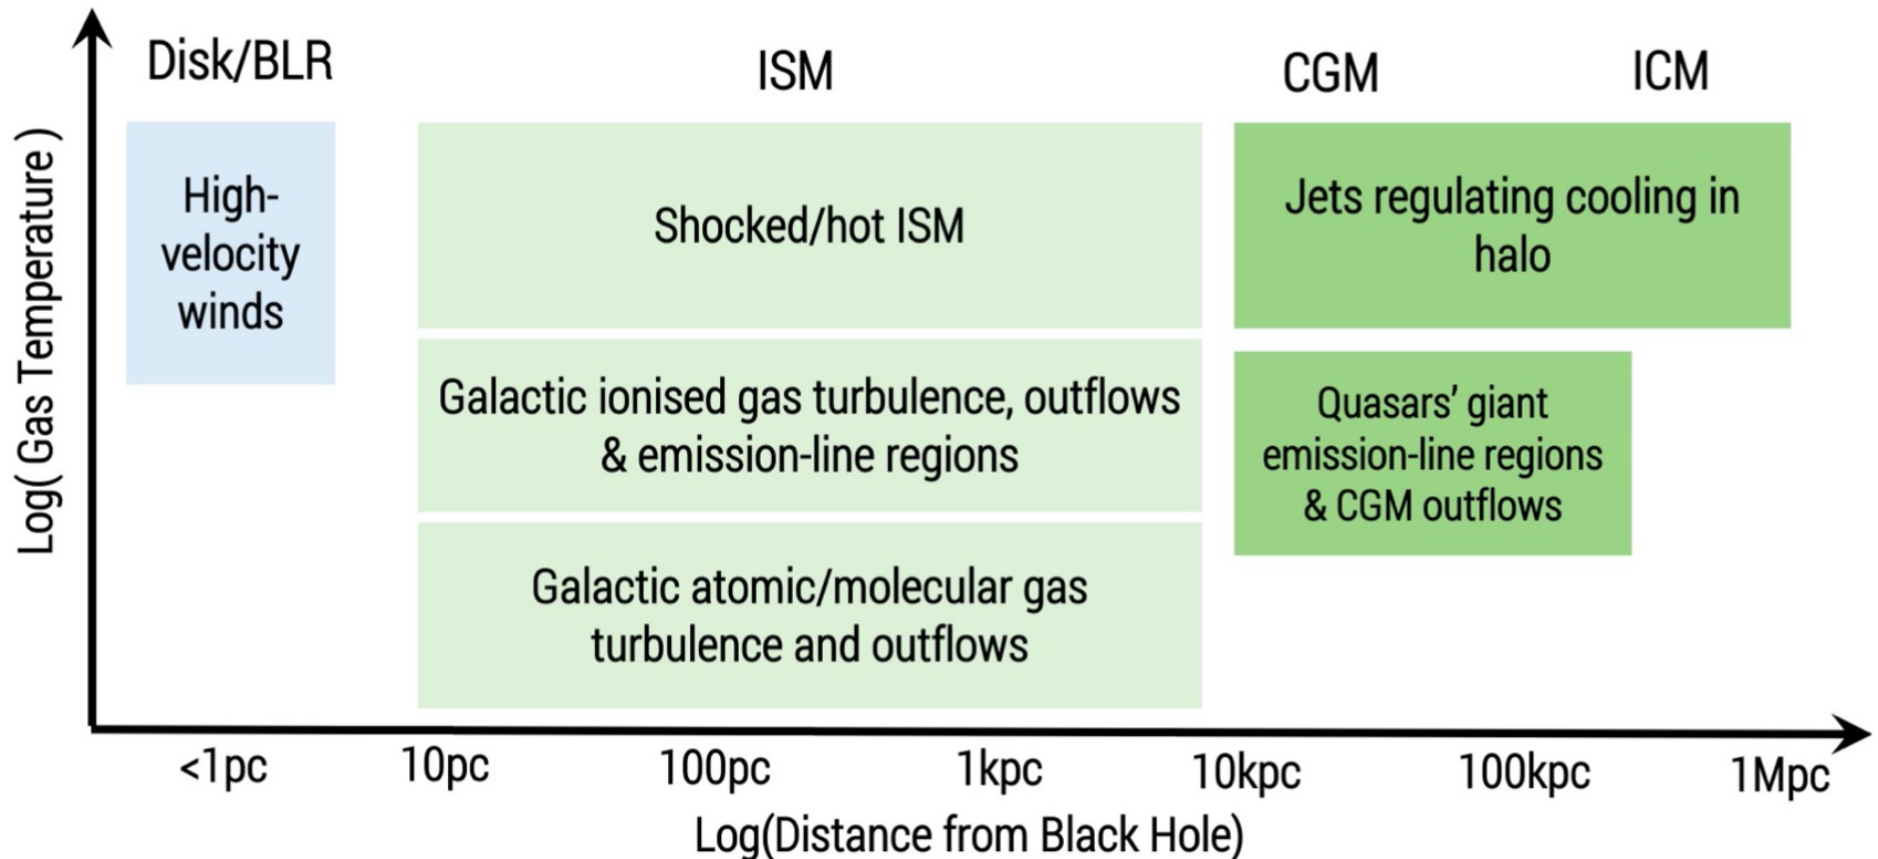 Disk/BLR
ISM
CGM
ICM
Log( Gas Temperature )
High-
velocity
winds
Shocked/hot ISM
Jets regulating cooling in
halo
Galactic ionised gas turbulence, outflows
& emission-line regions
Quasars’ giant
emission-line regions
& CGM outflows
Galactic atomic/molecular gas
turbulence and outflows
<1pc
10pc
100pc
1kpc
10kpc
100kpc
1Mpc
Log(Distance from Black Hole)